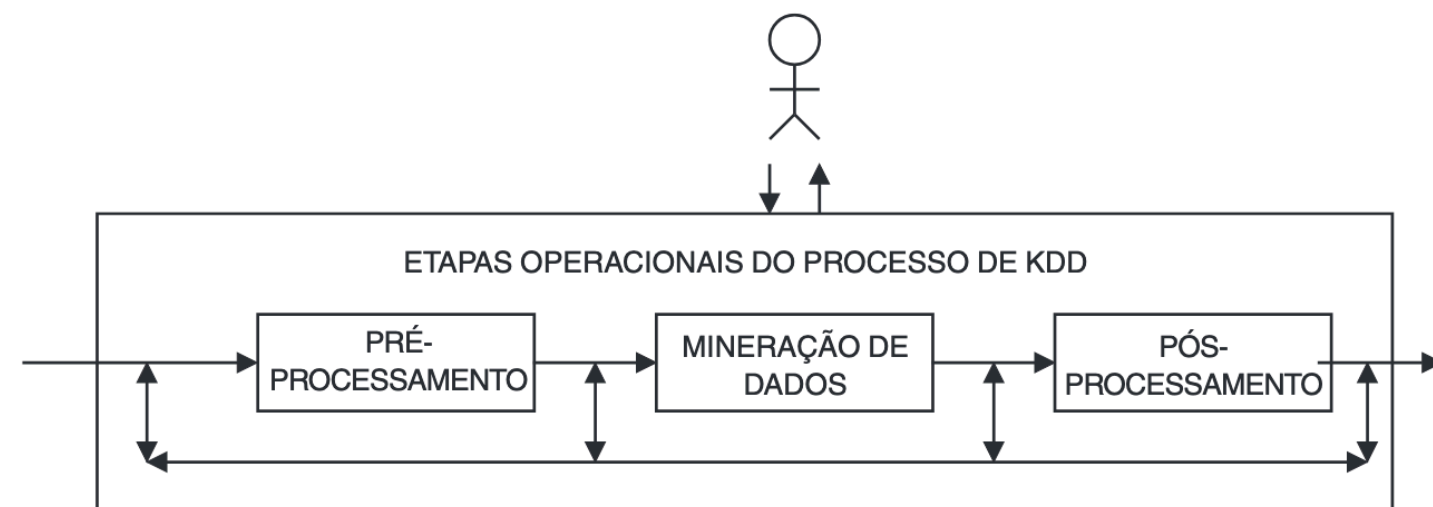 ETAPAS OPERACIONAIS DO PROCESSO DE KDD
PRÉ-
PROCESSAMENTO
MINERAÇÃO DE
DADOS
PÓS-
PROCESSAMENTO